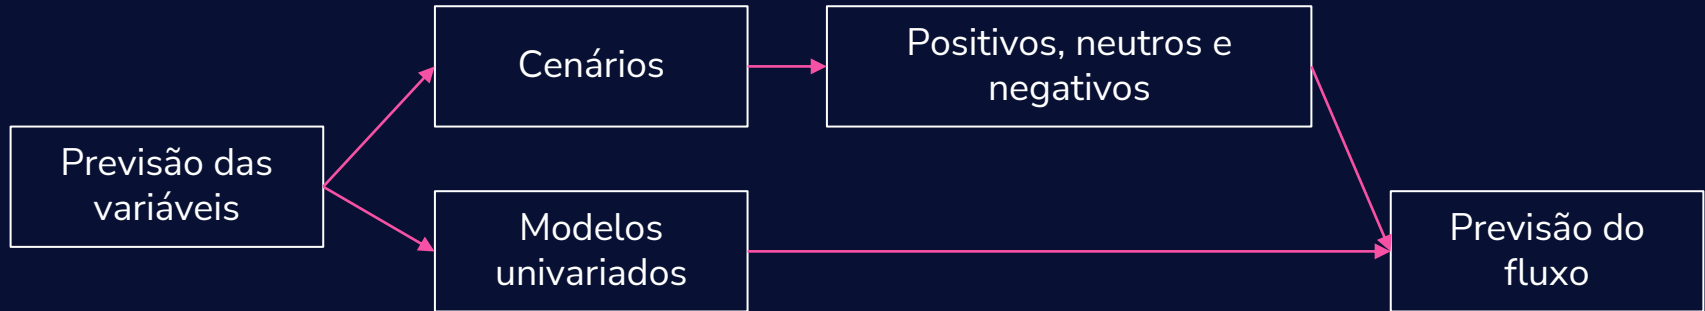 Previsão das
variáveis
Cenários
Positivos, neutros e
negativos
Modelos
univariados
Previsão do
fluxo